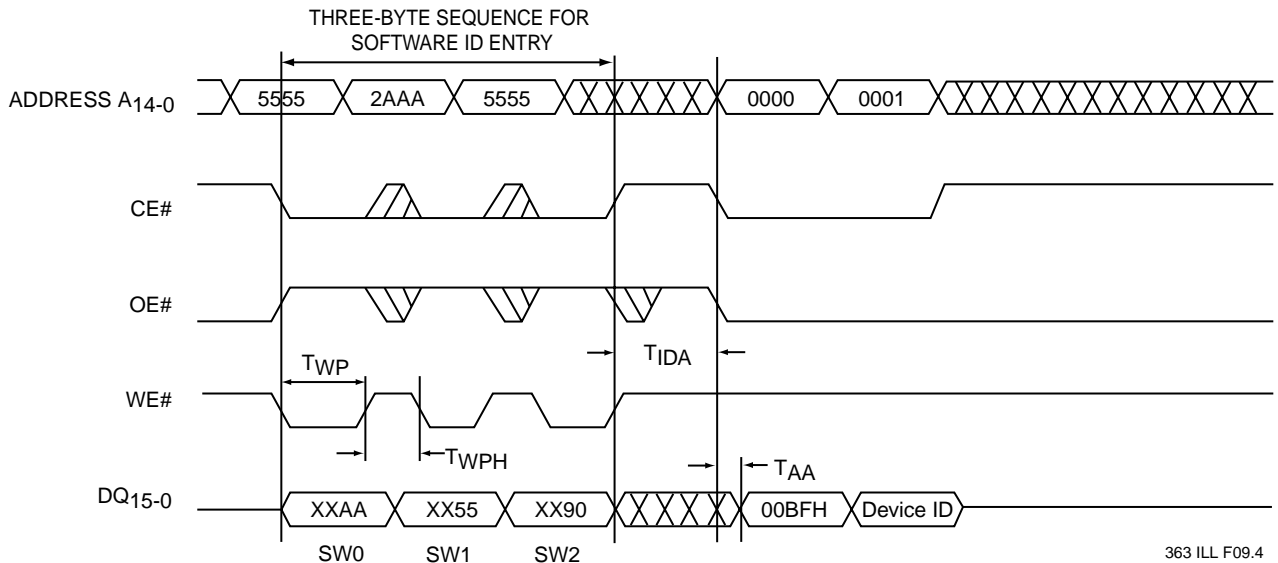 THREE-BYTE SEQUENCE FOR
SOFTWARE ID ENTRY
ADDRESS A14-0
5555 2AAA 5555 0000 0001
CE#
OE#
TWP
TIDA
WE#
TWPH
TAA
DQ15-0
XXAA XX55 XX90 00BFH Device ID
SW0 SW1 SW2
363 ILL F09.4